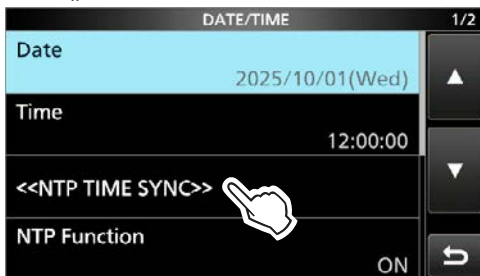 DATE/TIME 1/2
Date
2025/10/01(Wed)
Time
12:00:00
<<NTP TIME SYNC>>
NTP Function
ON